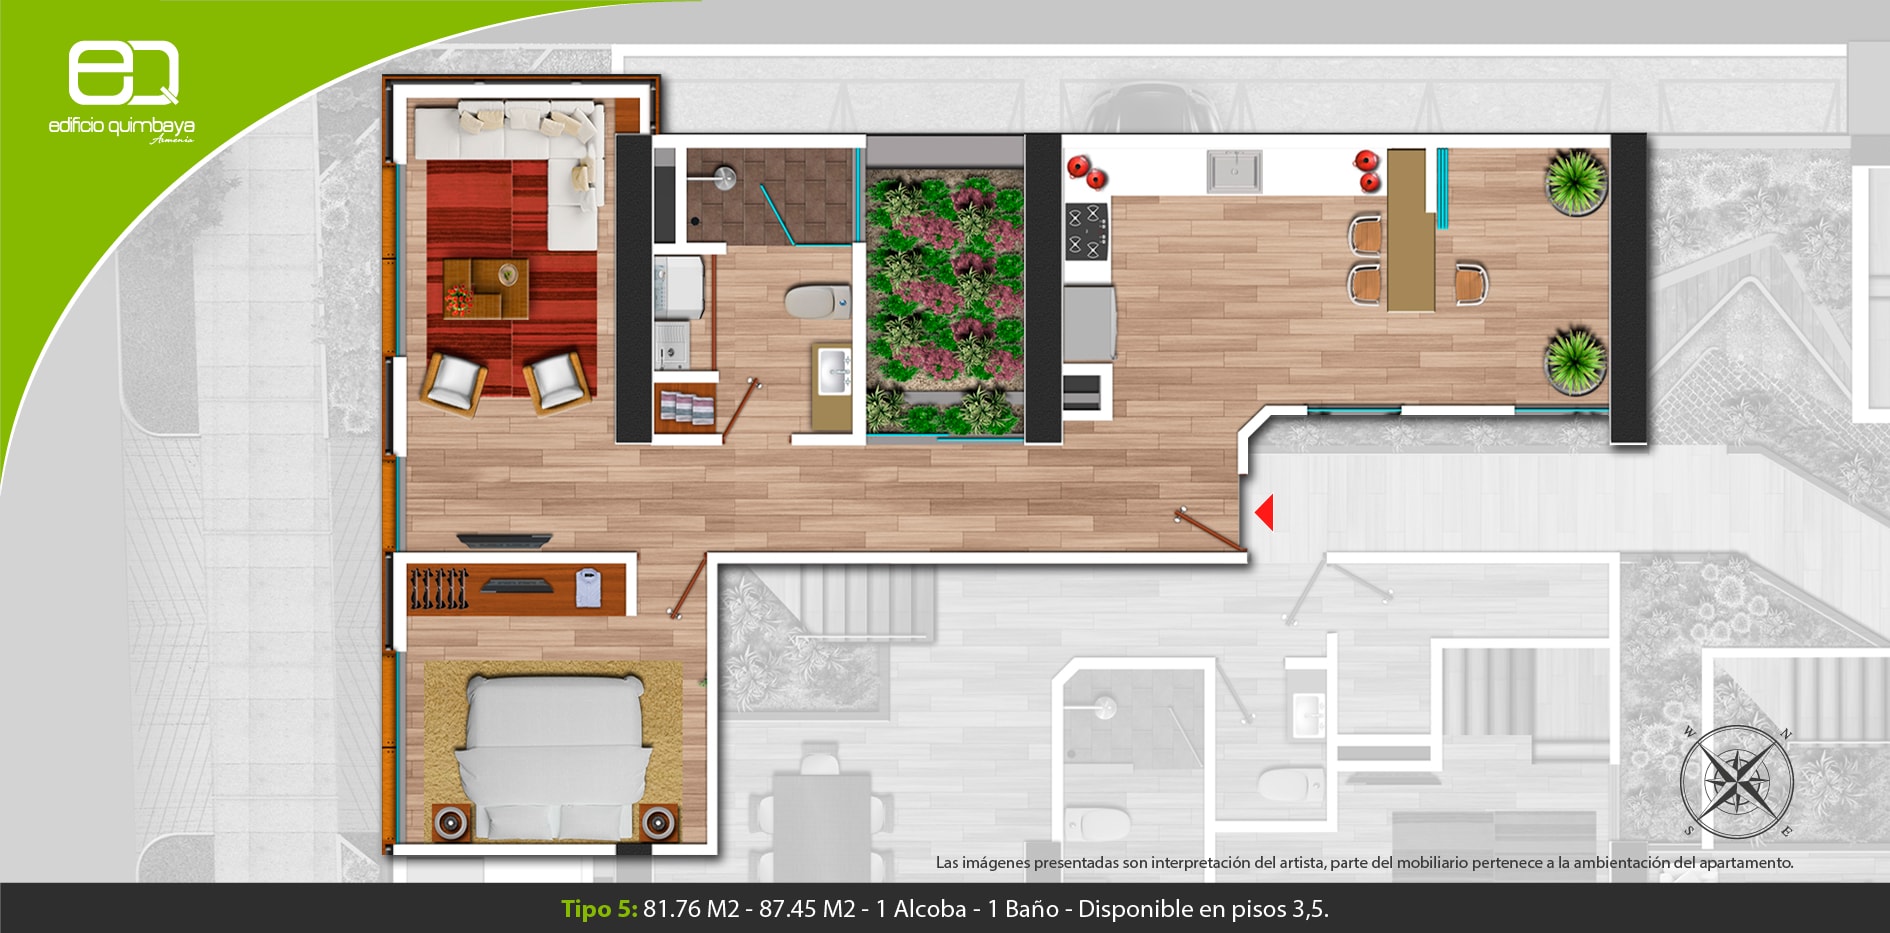 eQ
edificio quimbaya
Armenia
W
N
S
E
Las imágenes presentadas son interpretación del artista, parte del mobiliario pertenece a la ambientación del apartamento.
Tipo 5: 81.76 M2 - 87.45 M2 - 1 Alcoba - 1 Baño - Disponible en pisos 3,5.